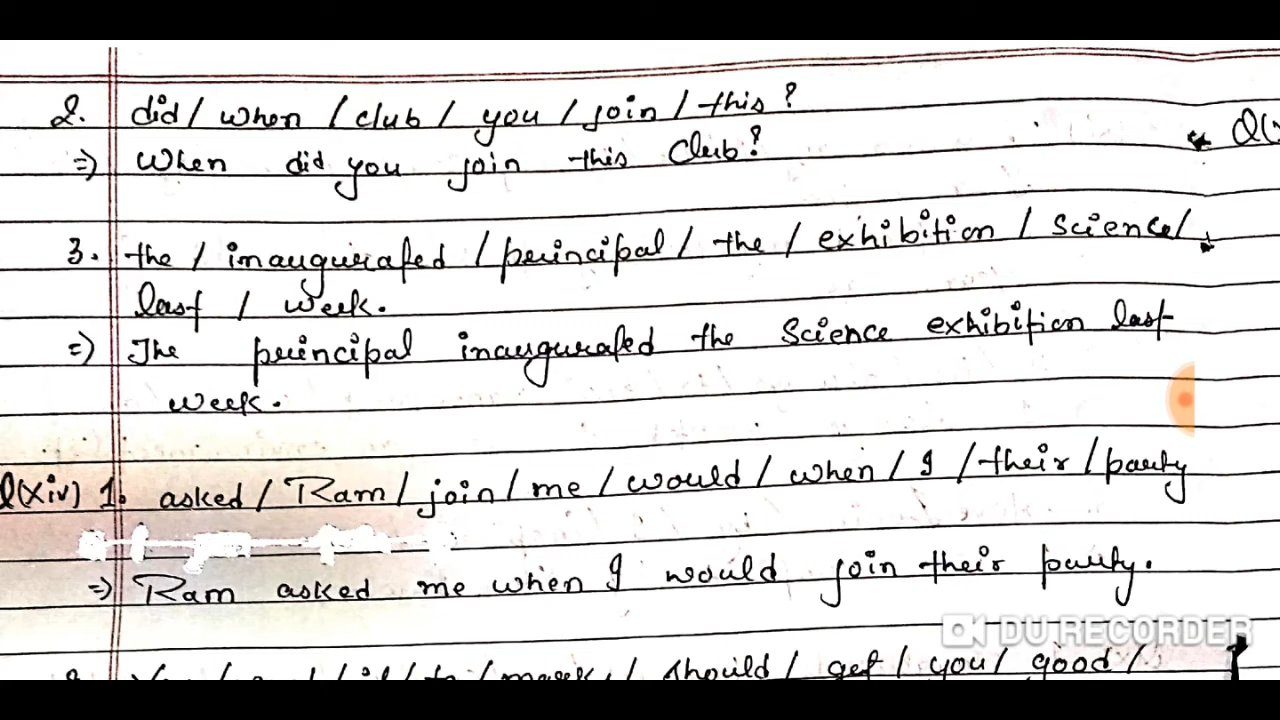 2. did / when / club / you / join / this ?
⇒) When did you join this Club?
* Q(
3. the / inaugurated / principal / the / exhibition / science /
last / week.
⇒) The principal inaugurated the Science exhibition last
week.
Q(xiv) 1. asked / Ram / join / me / would / when / I / their / party
⇒) Ram asked me when I would join their party.
DU RECORDER
should / get / you / good /